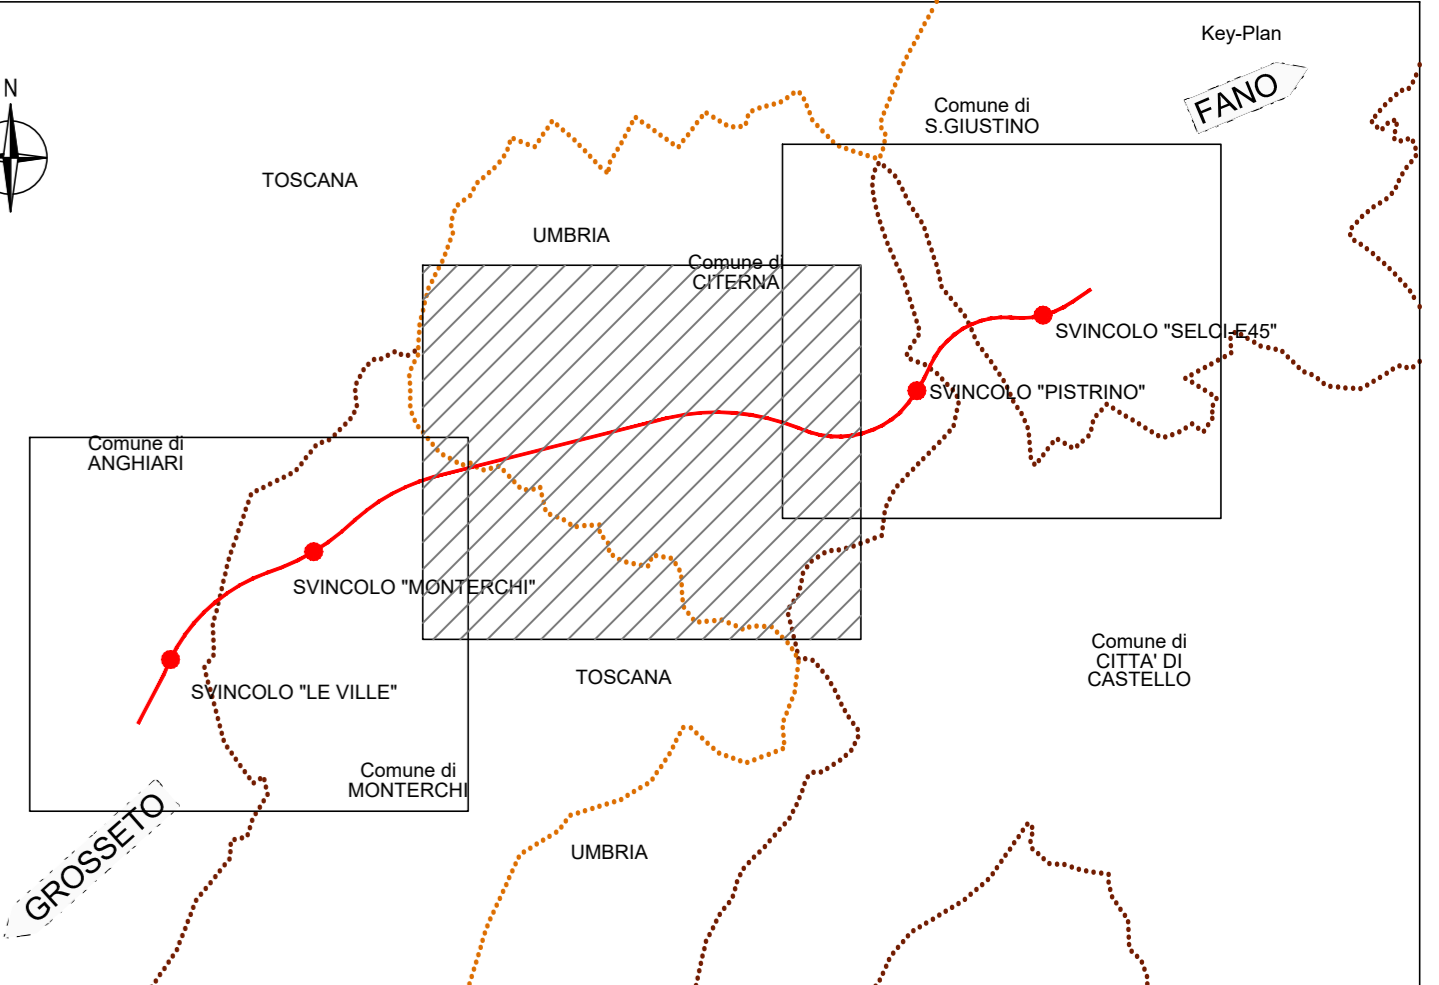 Key-Plan
FANO
N
Comune di
S.GIUSTINO
TOSCANA
UMBRIA
Comune di
CITERNA
SVINCOLO "SELCI-E45"
SVINCOLO "PISTRINO"
Comune di
ANGHIARI
SVINCOLO "MONTERCHI"
Comune di
CITTA' DI
CASTELLO
TOSCANA
SVINCOLO "LE VILLE"
Comune di
MONTERCHI
GROSSETO
UMBRIA